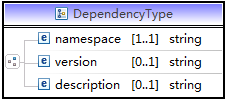 DependencyType
e namespace [1..1] string
e version [0..1] string
e description [0..1] string